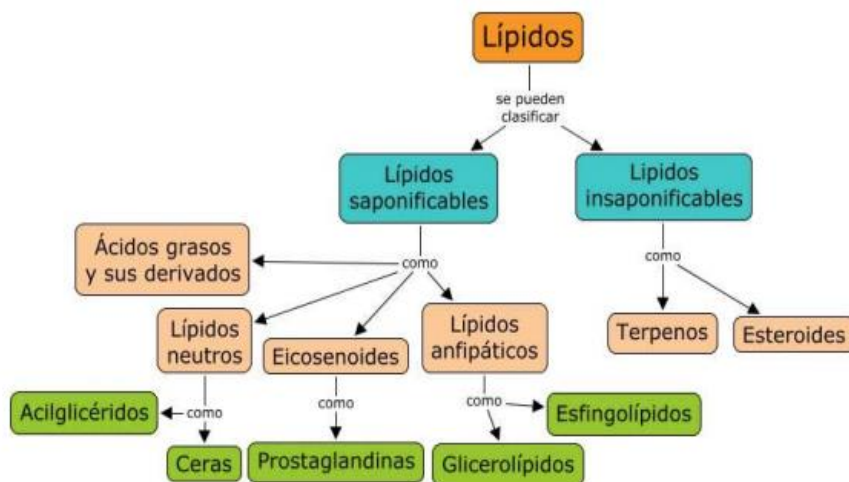 Lípidos
se pueden
clasificar
Lípidos
saponificables
Lipidos
insaponificables
Ácidos grasos
y sus derivados
como
como
Lípidos
neutros
Eicosenoides
Lípidos
anfipáticos
Terpenos
Esteroides
Acilglicéridos
como
como
como
Esfingolípidos
Ceras
Prostaglandinas
Glicerolípidos